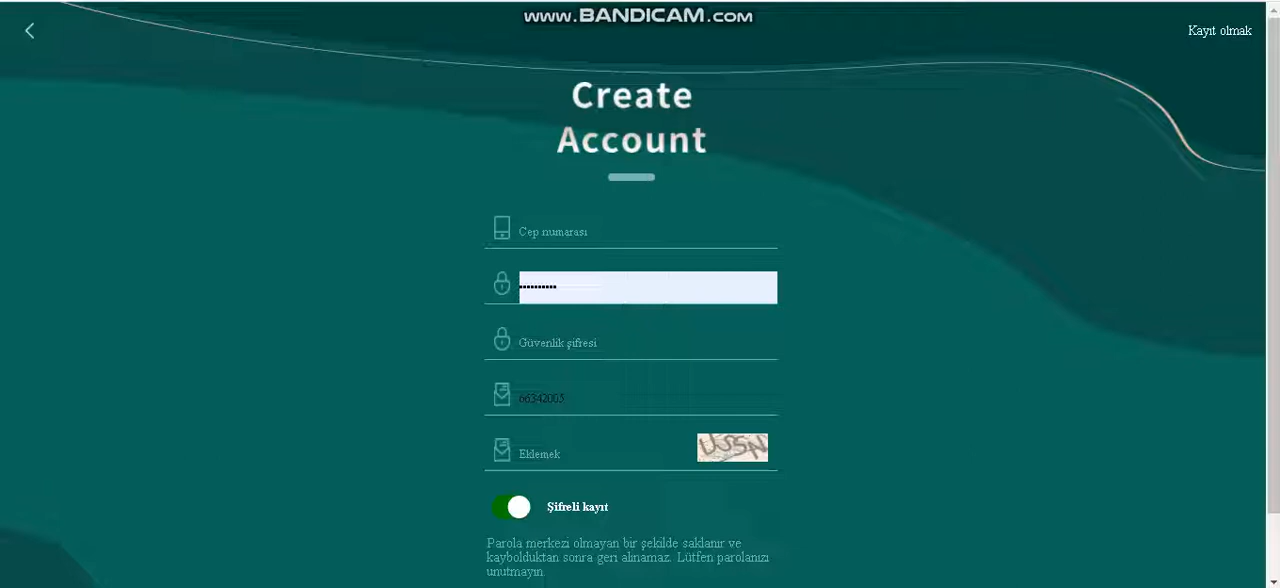 www.BANDICAM.com
Kayıt olmak
Create
Account
Cep numarası
Güvenlik şifresi
66342005
Eklemek
Şifreli kayıt
Parola merkezi olmayan bir şekilde saklanır ve
kaybolduktan sonra geri alınamaz. Lütfen parolanızı
unutmayın.